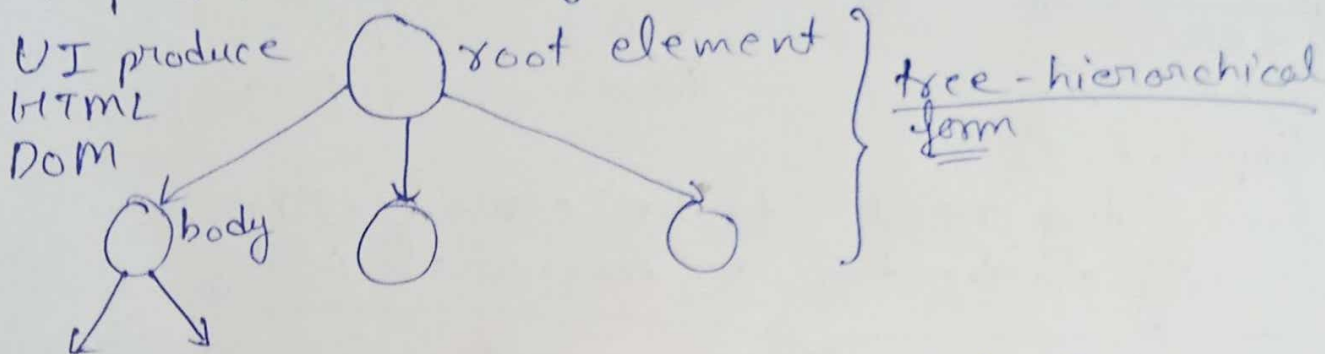 UI produce
HTML
DOM
root element
tree-hierarchical
form
body